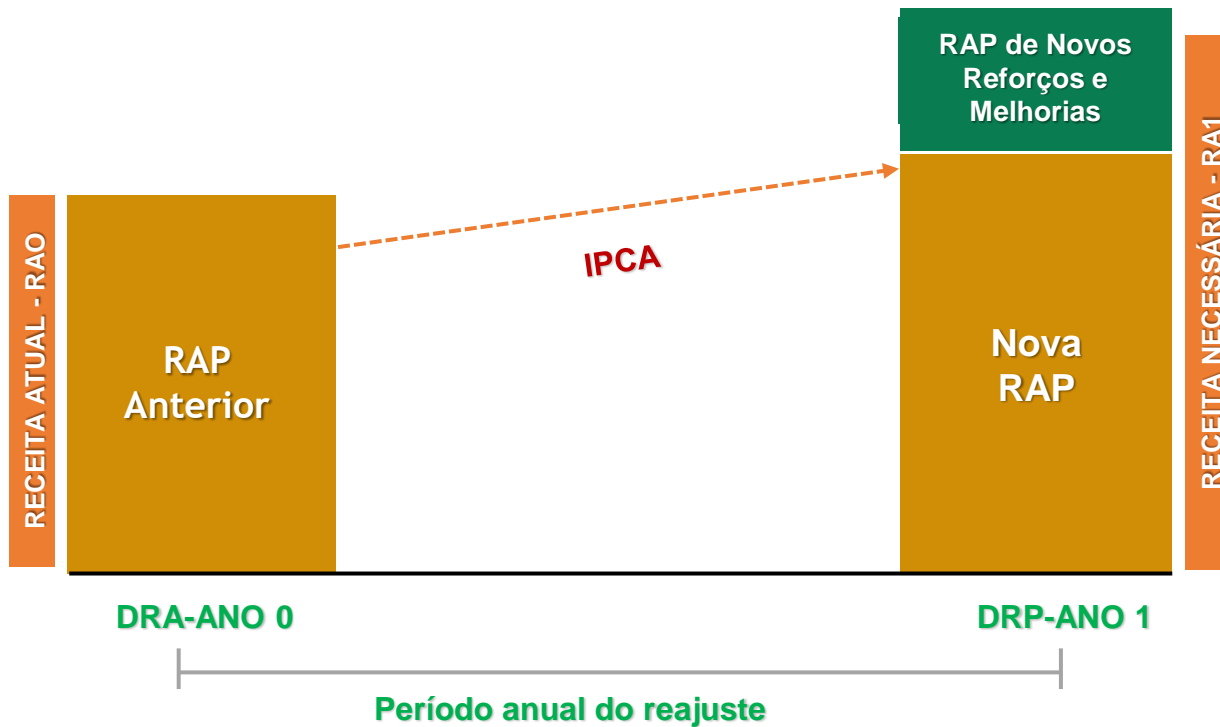 RAP de Novos
Reforços e
Melhorias
RECEITA ATUAL - RAO
RAP
Anterior
IPCA
Nova
RAP
RECEITA NECESSÁRIA - RA1
DRA-ANO 0
DRP-ANO 1
Período anual do reajuste